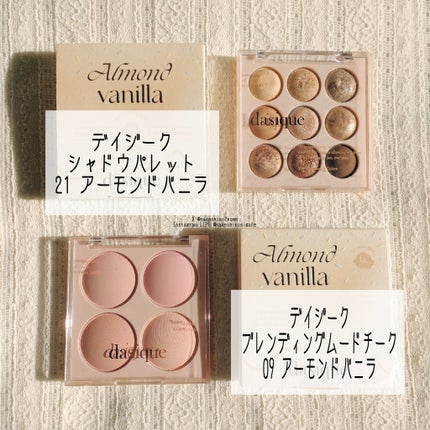 Almond
vanilla
デイジーク
シャドウパレット
21 アーモンドバニラ
dasique
Almond
vanilla
dasique
デイジーク
ブレンディングムードチーク
09 アーモンドバニラ